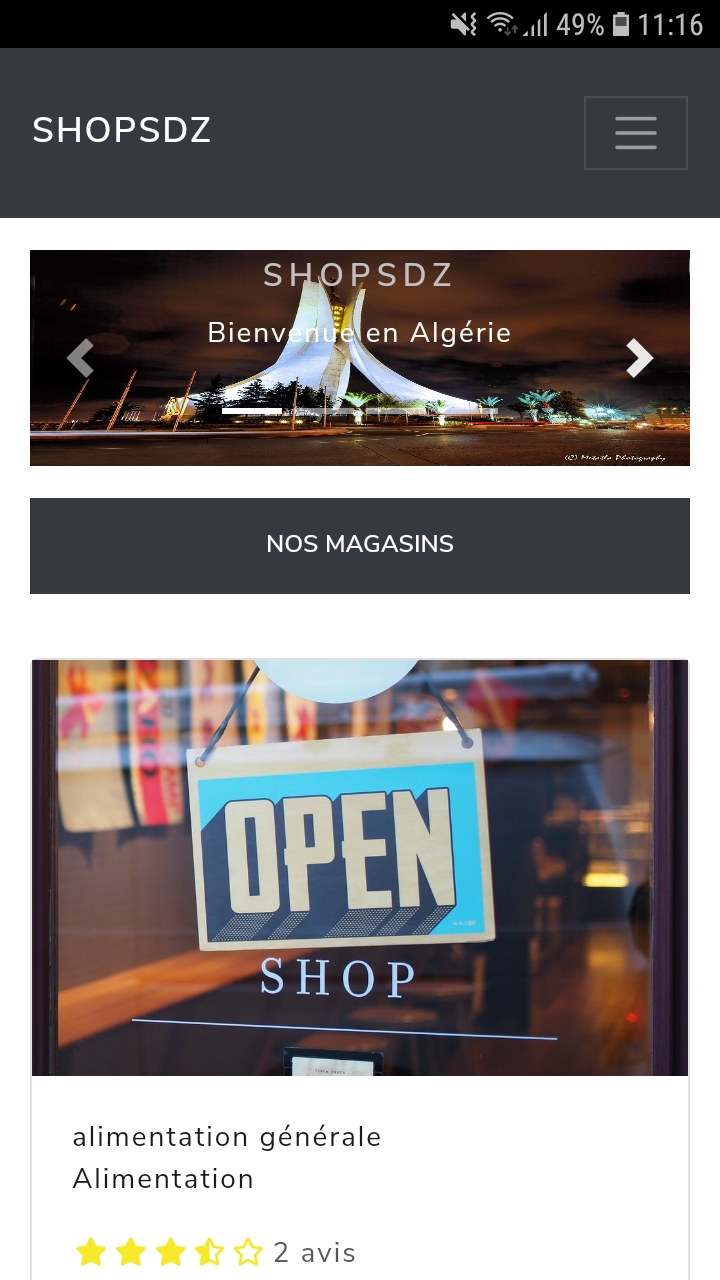 49% 11:16
SHOPSDZ
SHOPSDZ
Bienvenue en Algérie
NOS MAGASINS
OPEN
SHOP
alimentation générale
Alimentation
2 avis